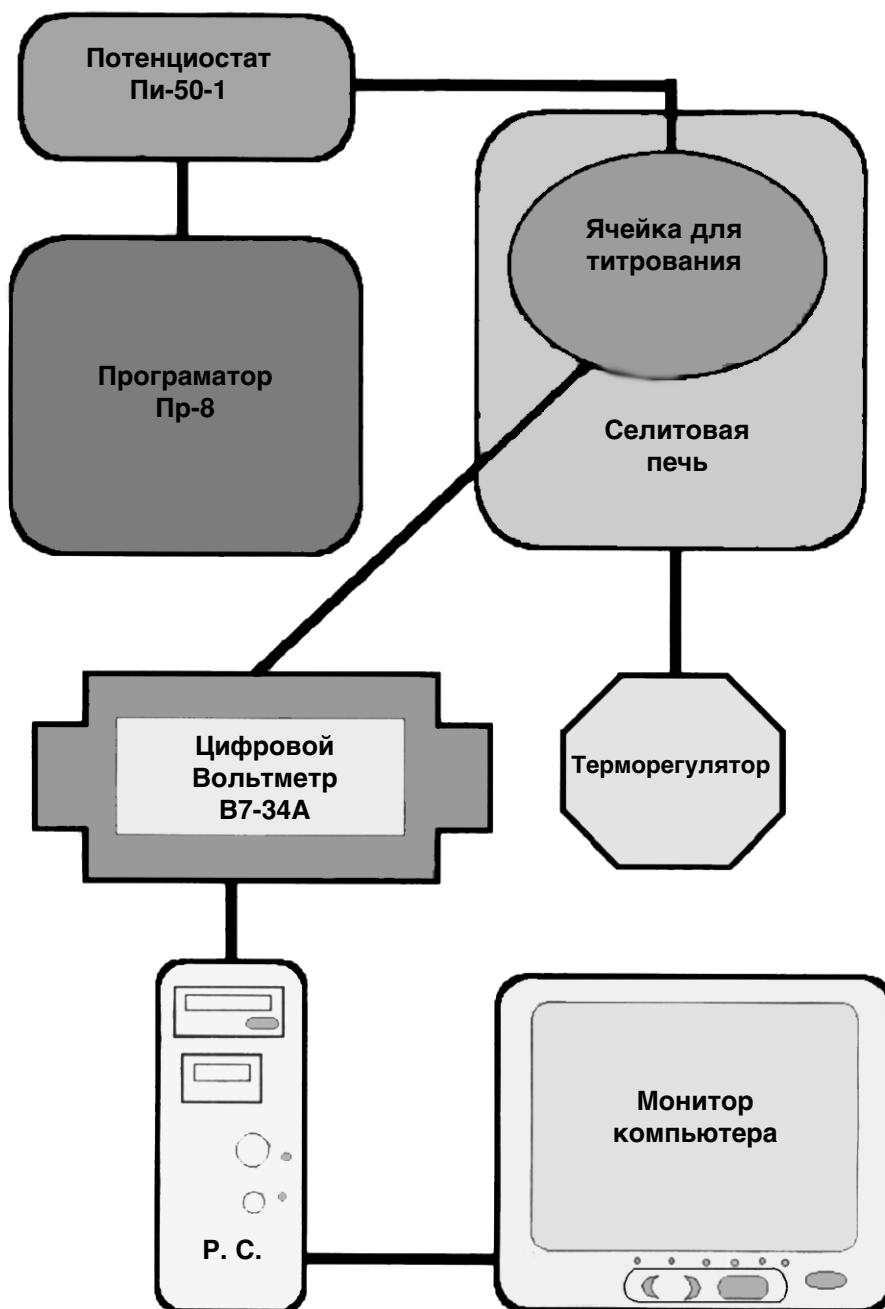 Потенциостат
Пи-50-1
Ячейка для
титрования
Програматор
Пр-8
Селитовая
печь
Цифровой
Вольтметр
В7-34А
Терморегулятор
Монитор
компьютера
Р. С.